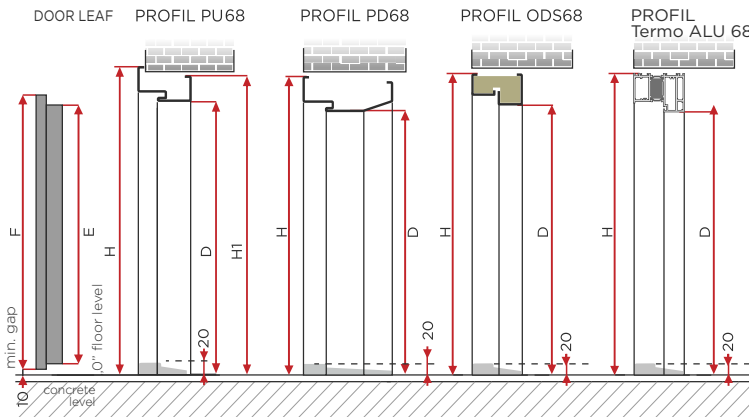 DOOR LEAF
PROFIL PU68
PROFIL PD68
PROFIL ODS68
PROFIL
Termo ALU 68
F
E
H
D
H1
H
D
H
D
H
D
min. gap
„0” floor level
20
20
20
20
10
concrete
level